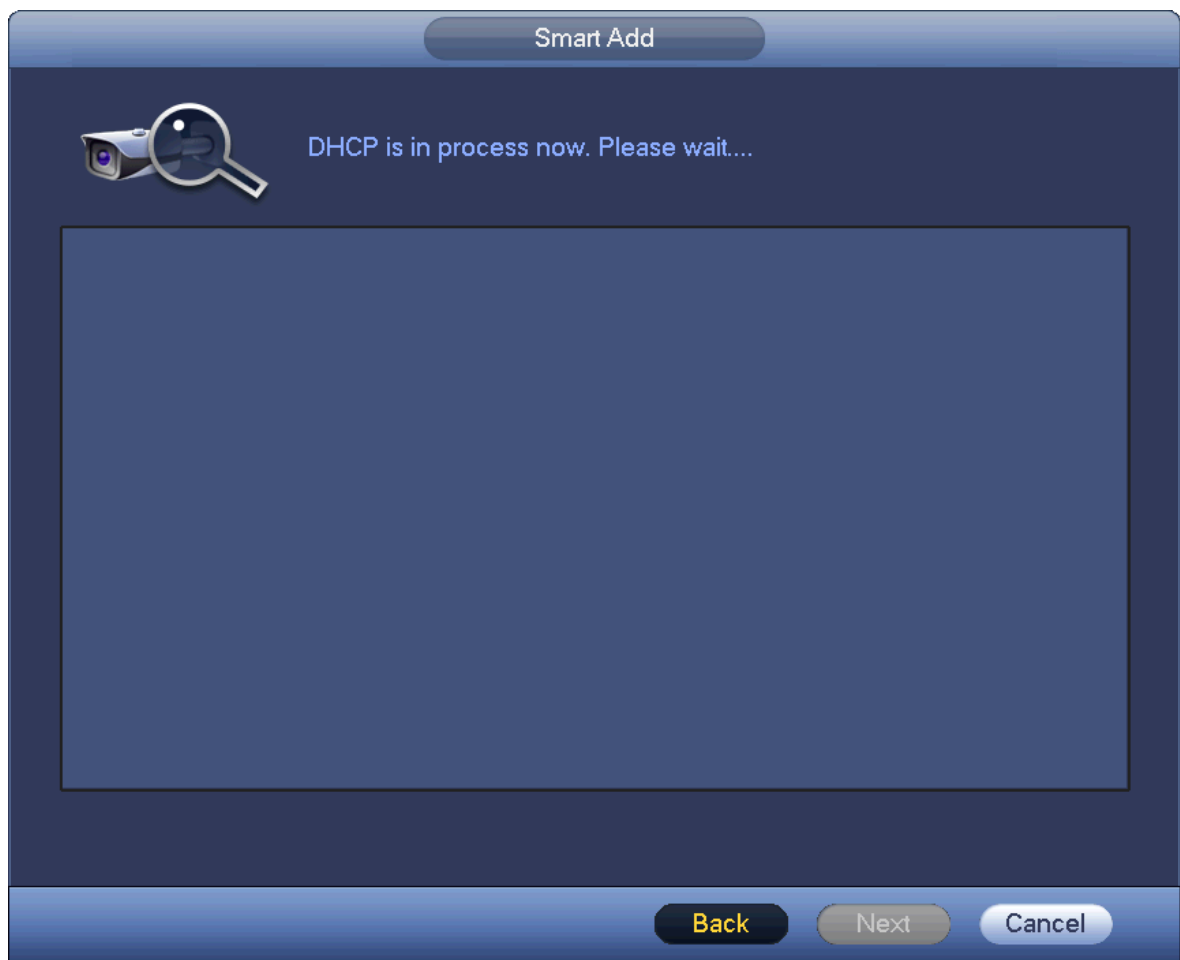 Smart Add
DHCP is in process now. Please wait....
Back
Next
Cancel